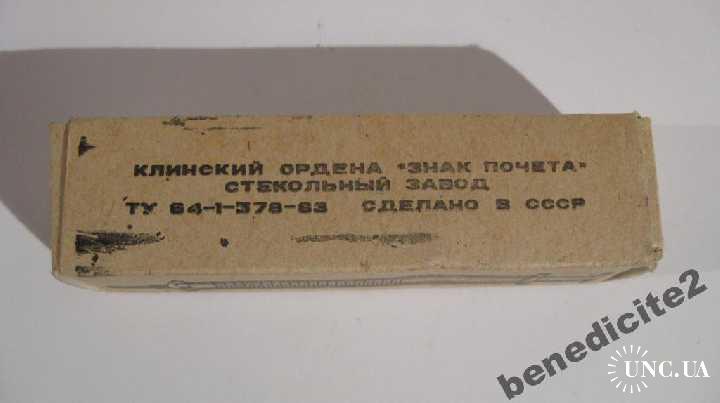 КЛИНСКИЙ ОРДЕНА "ЗНАК ПОЧЕТА"
СТЕКОЛЬНЫЙ ЗАВОД
ТУ 64-1-378-83 СДЕЛАНО В СССР
benedicite2
UNC.UA